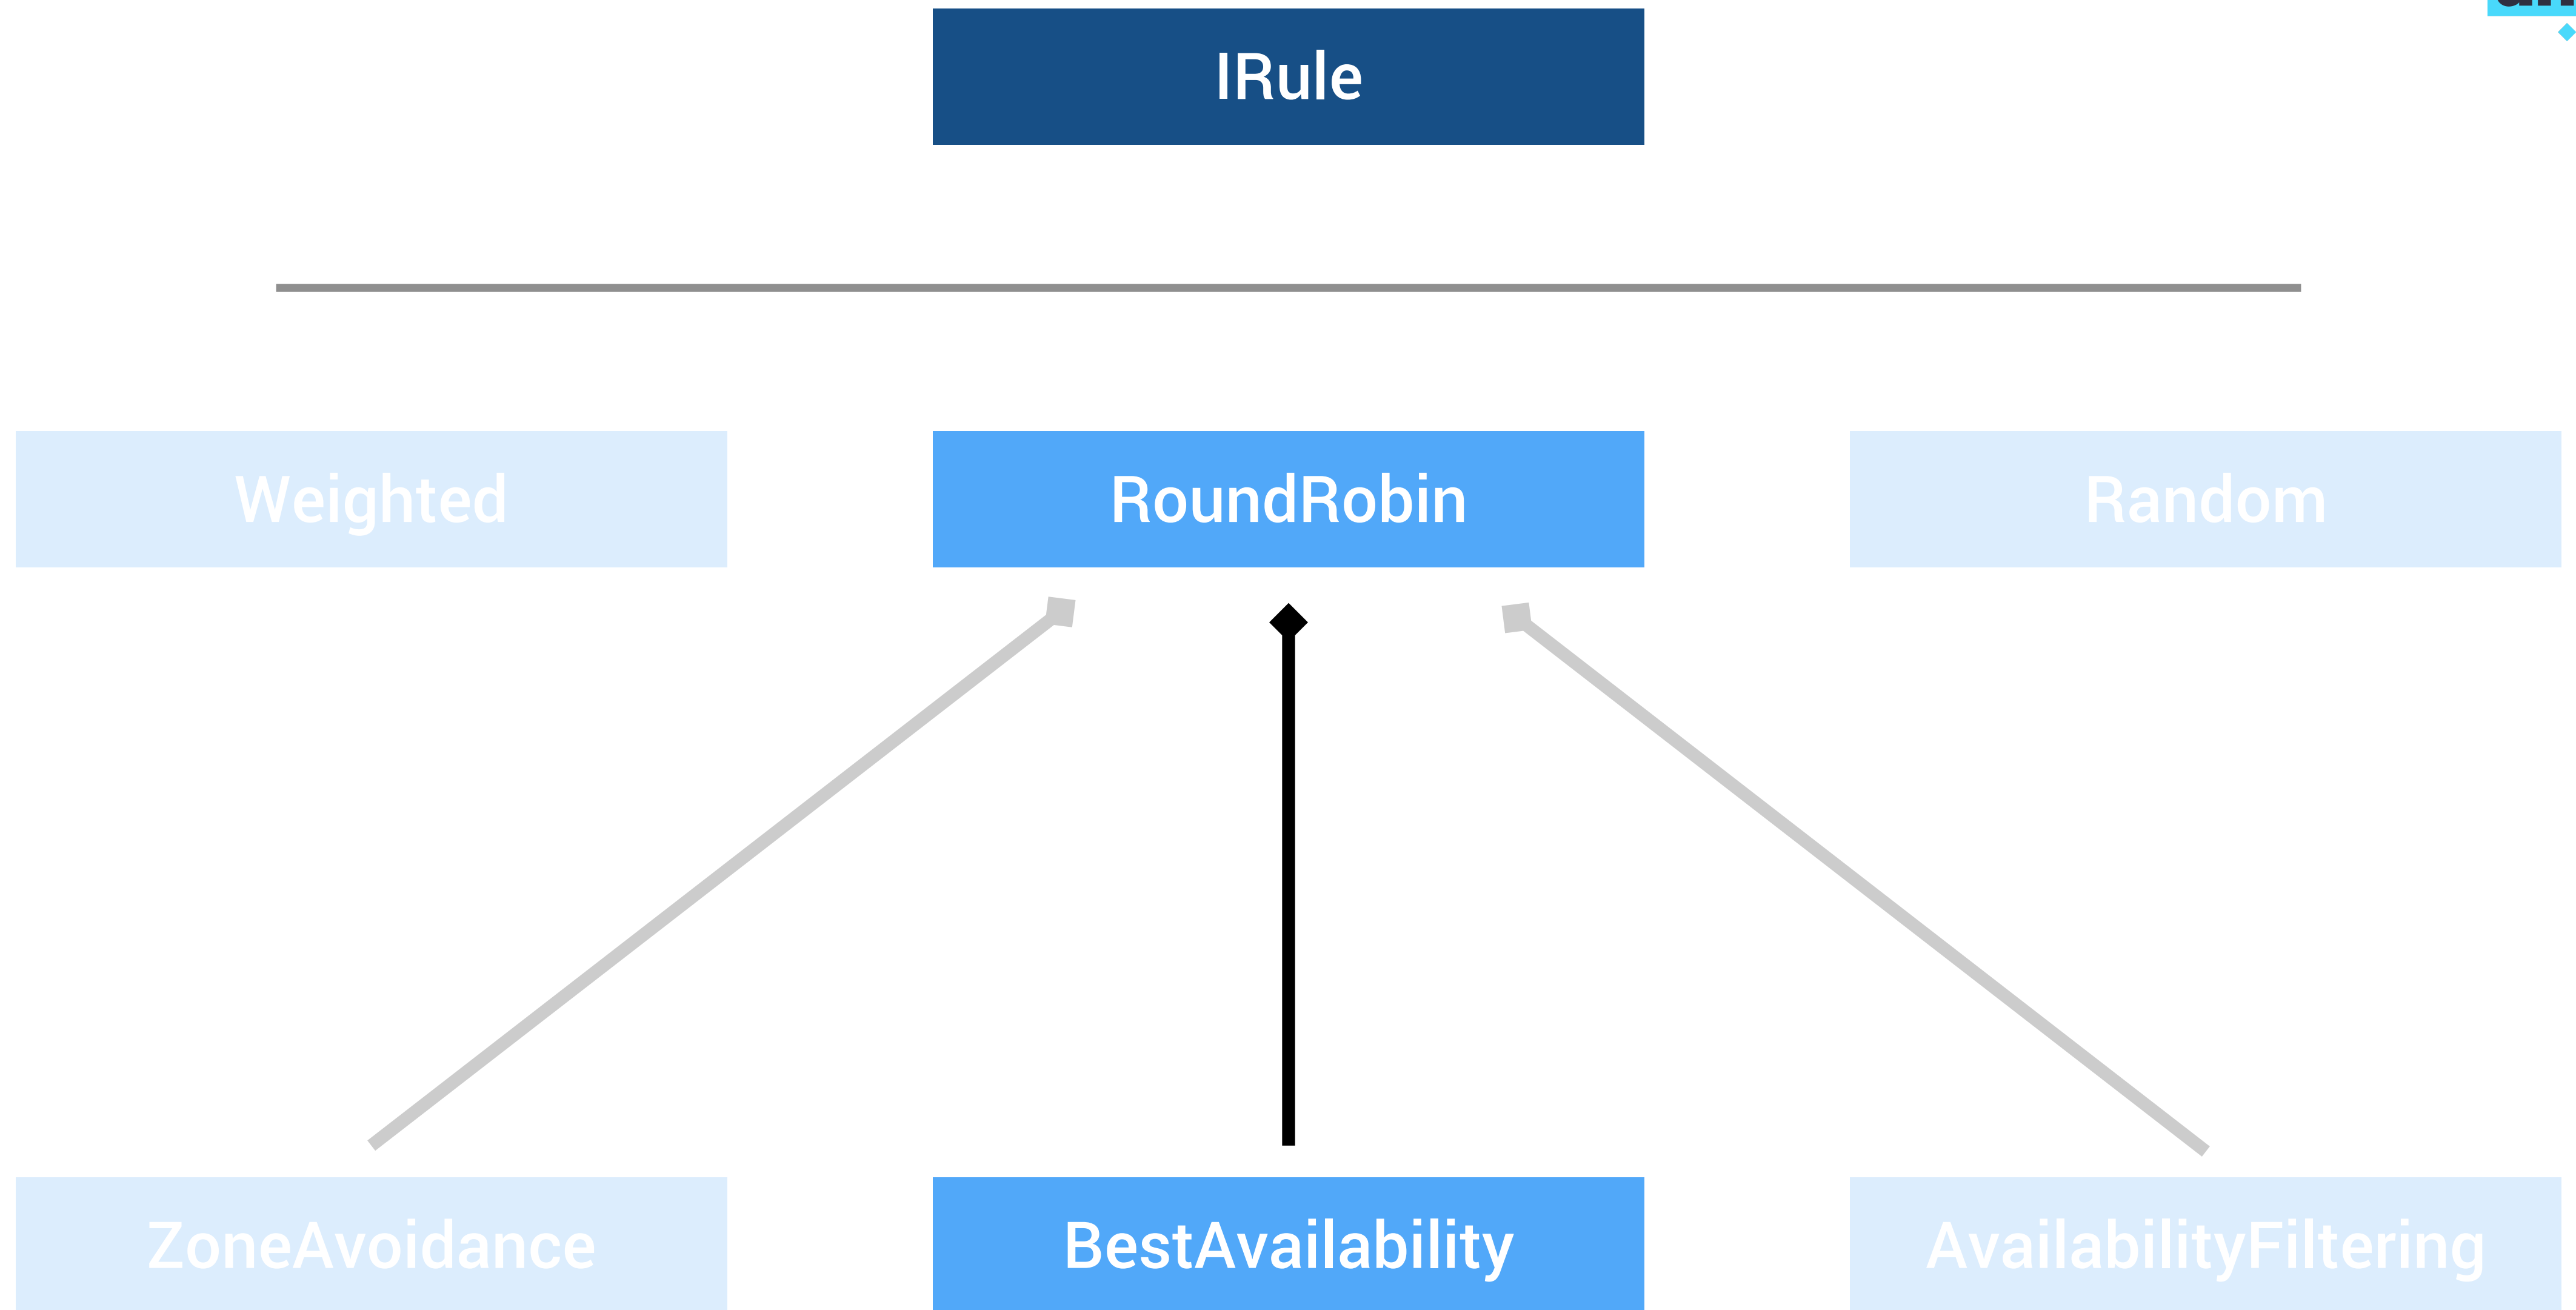 IRule
Weighted
RoundRobin
Random
ZoneAvoidance
BestAvailability
AvailabilityFiltering